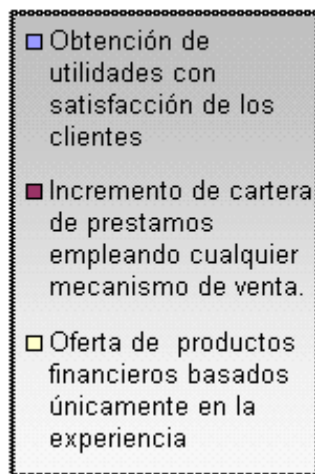 Obtención de
utilidades con
satisfacción de los
clientes
Incremento de cartera
de prestamos
empleando cualquier
mecanismo de venta.
Oferta de productos
financieros basados
únicamente en la
experiencia